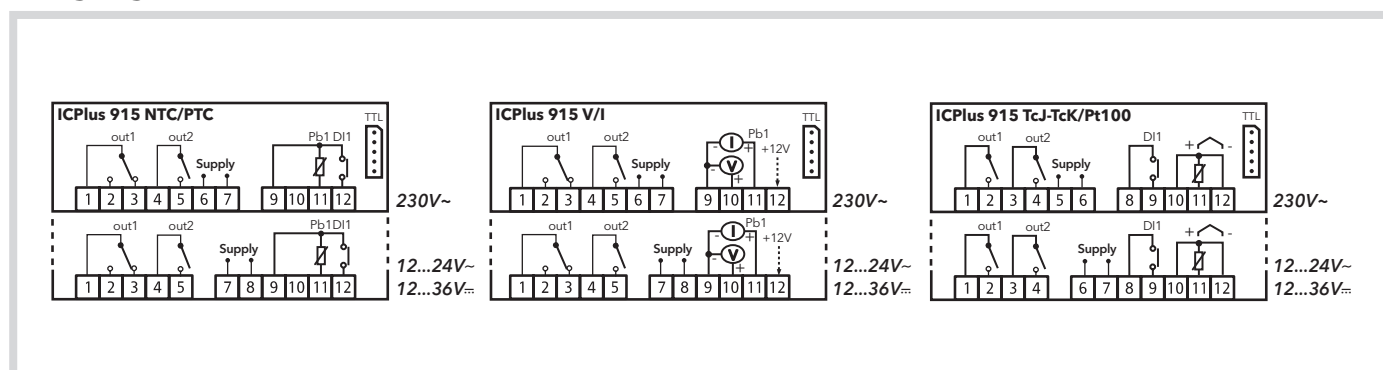 ICPlus 915 NTC/PTC
TTL
out1 out2 Pb1 DI1
Supply
1 2 3 4 5 6 7 9 10 11 12
230V~
out1 out2 Pb1DI1
Supply
1 2 3 4 5 7 8 9 10 11 12
12...24V~
12...36V⎓
ICPlus 915 V/I
TTL
out1 out2 Pb1
I +12V
Supply
V
- + - +
1 2 3 4 5 6 7 9 10 11 12
230V~
out1 out2 Pb1
I +12V
Supply
V
- + - +
1 2 3 4 5 7 8 9 10 11 12
12...24V~
12...36V⎓
ICPlus 915 TcJ-TcK/Pt100
TTL
out1 out2 DI1 + -
Supply
1 2 3 4 5 6 8 9 10 11 12
230V~
out1 out2 DI1 + -
Supply
1 2 3 4 6 7 8 9 10 11 12
12...24V~
12...36V⎓